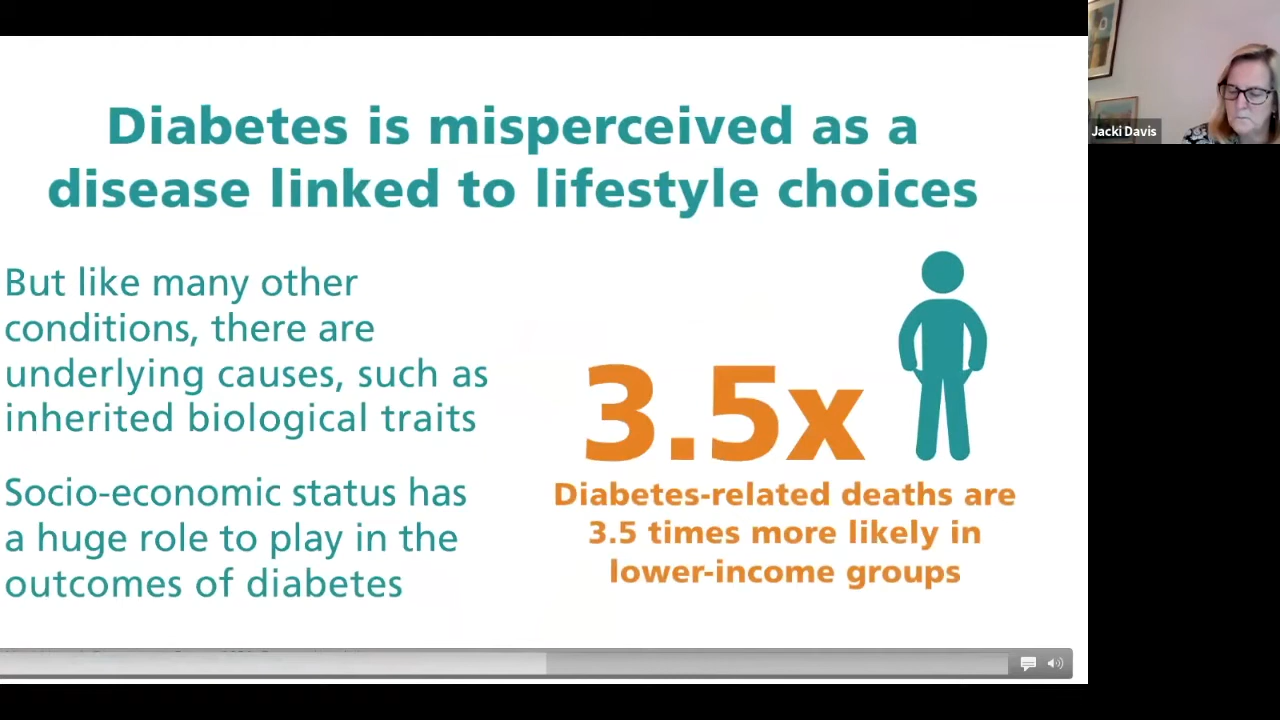 Diabetes is misperceived as a
disease linked to lifestyle choices
But like many other
conditions, there are
underlying causes, such as
inherited biological traits
Socio-economic status has
a huge role to play in the
outcomes of diabetes
3.5x
Diabetes-related deaths are
3.5 times more likely in
lower-income groups
Jacki Davis